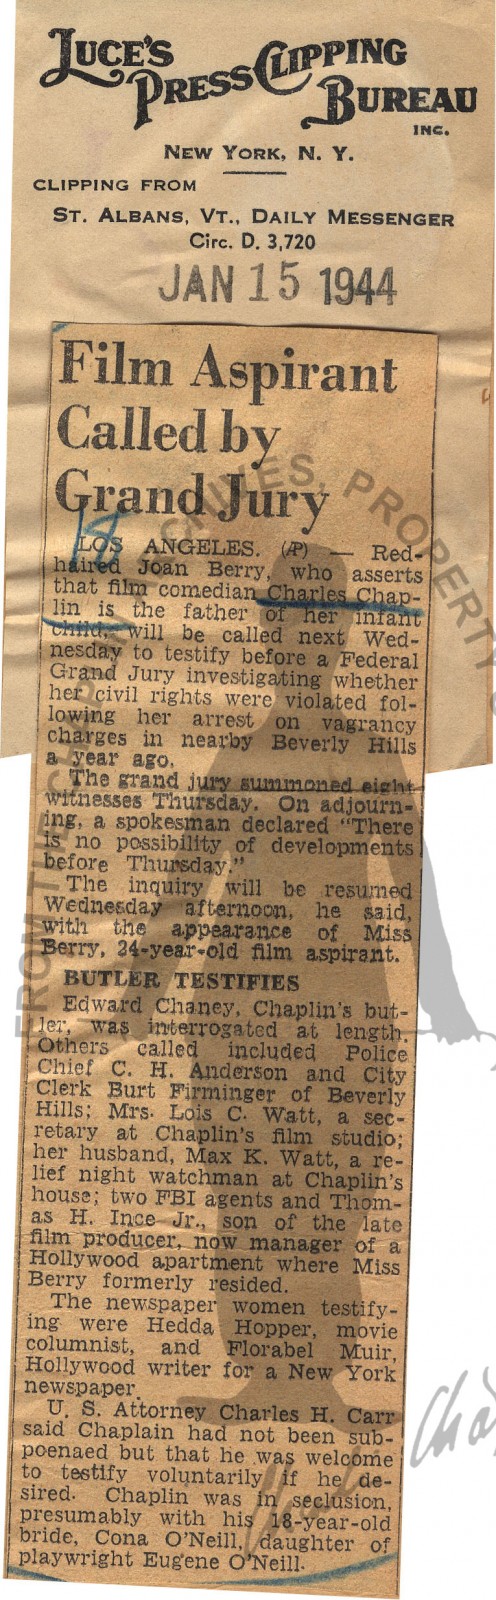 LUCE'S
PRESS CLIPPING
BUREAU
INC.
NEW YORK, N. Y.
CLIPPING FROM
ST. ALBANS, VT., DAILY MESSENGER
Circ. D. 3,720
JAN 15 1944
Film Aspirant
Called by
Grand Jury
LOS ANGELES. (AP) — Red-
haired Joan Berry, who asserts
that film comedian Charles Chap-
lin is the father of her infant
child, will be called next Wed-
nesday to testify before a Federal
Grand Jury investigating whether
her civil rights were violated fol-
lowing her arrest on vagrancy
charges in nearby Beverly Hills
a year ago.
The grand jury summoned eight
witnesses Thursday. On adjourn-
ing, a spokesman declared "There
is no possibility of developments
before Thursday."
The inquiry will be resumed
Wednesday afternoon, he said,
with the appearance of Miss
Berry, 24-year-old film aspirant.
BUTLER TESTIFIES
Edward Chaney, Chaplin's but-
ler, was interrogated at length.
Others called included Police
Chief C. H. Anderson and City
Clerk Burt Firminger of Beverly
Hills; Mrs. Lois C. Watt, a sec-
retary at Chaplin's film studio;
her husband, Max K. Watt, a re-
lief night watchman at Chaplin's
house; two FBI agents and Thom-
as H. Ince Jr., son of the late
film producer, now manager of a
Hollywood apartment where Miss
Berry formerly resided.
The newspaper women testify-
ing were Hedda Hopper, movie
columnist, and Florabel Muir,
Hollywood writer for a New York
newspaper.
U. S. Attorney Charles H. Carr
said Chaplain had not been sub-
poenaed but that he was welcome
to testify voluntarily if he de-
sired. Chaplin was in seclusion,
presumably with his 18-year-old
bride, Cona O'Neill, daughter of
playwright Eugene O'Neill.
FROM THE CHAPLIN ARCHIVES, PROPERTY